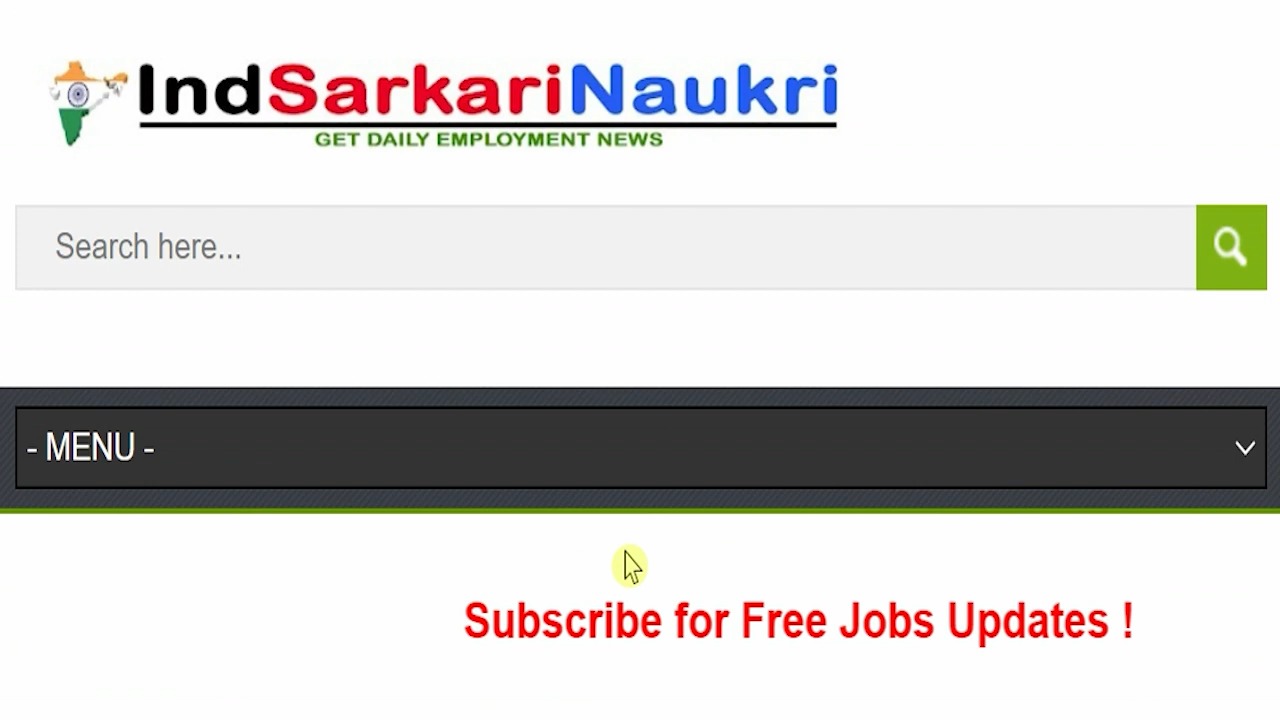 IndSarkariNaukri
GET DAILY EMPLOYMENT NEWS
Search here...
- MENU -
Subscribe for Free Jobs Updates !